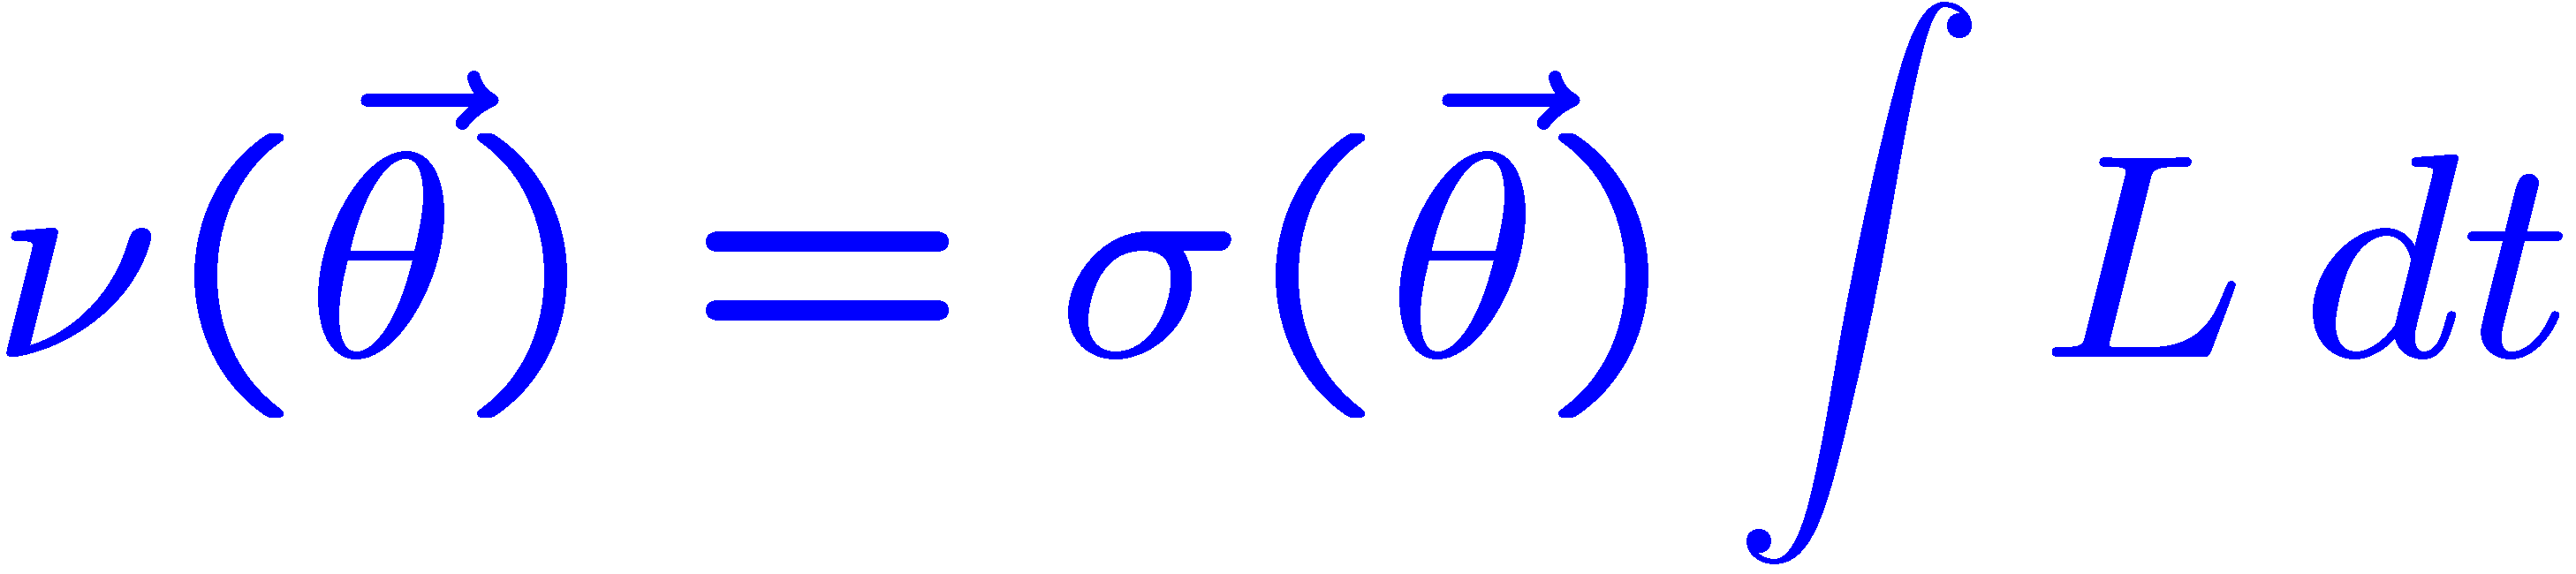 ν(θ⃗) = σ(θ⃗) ∫ L dt